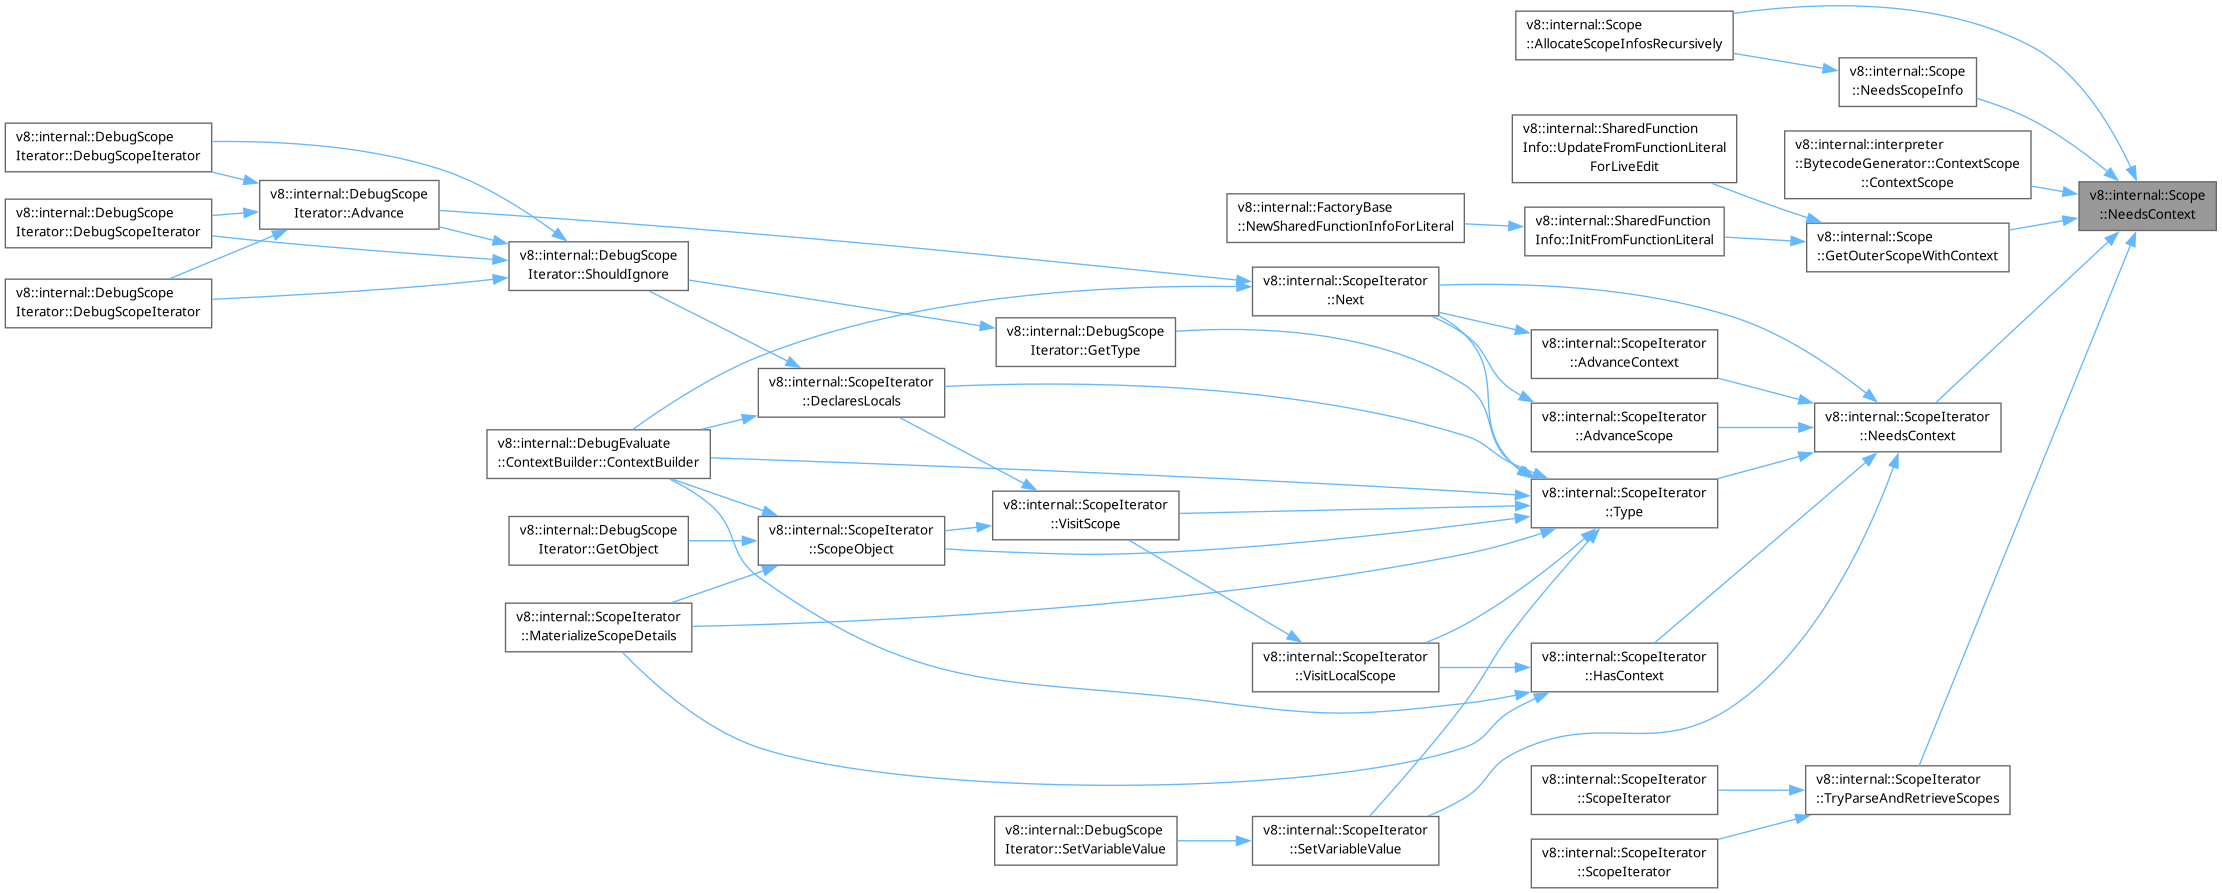 v8::internal::Scope
::AllocateScopeInfosRecursively
v8::internal::Scope
::NeedsScopeInfo
v8::internal::DebugScope
Iterator::DebugScopeIterator
v8::internal::SharedFunction
Info::UpdateFromFunctionLiteral
ForLiveEdit
v8::internal::interpreter
::BytecodeGenerator::ContextScope
::ContextScope
v8::internal::DebugScope
Iterator::Advance
v8::internal::Scope
::NeedsContext
v8::internal::DebugScope
Iterator::DebugScopeIterator
v8::internal::FactoryBase
::NewSharedFunctionInfoForLiteral
v8::internal::SharedFunction
Info::InitFromFunctionLiteral
v8::internal::Scope
::GetOuterScopeWithContext
v8::internal::DebugScope
Iterator::ShouldIgnore
v8::internal::DebugScope
Iterator::DebugScopeIterator
v8::internal::ScopeIterator
::Next
v8::internal::DebugScope
Iterator::GetType
v8::internal::ScopeIterator
::AdvanceContext
v8::internal::ScopeIterator
::DeclaresLocals
v8::internal::ScopeIterator
::AdvanceScope
v8::internal::ScopeIterator
::NeedsContext
v8::internal::DebugEvaluate
::ContextBuilder::ContextBuilder
v8::internal::ScopeIterator
::Type
v8::internal::ScopeIterator
::VisitScope
v8::internal::DebugScope
Iterator::GetObject
v8::internal::ScopeIterator
::ScopeObject
v8::internal::ScopeIterator
::MaterializeScopeDetails
v8::internal::ScopeIterator
::VisitLocalScope
v8::internal::ScopeIterator
::HasContext
v8::internal::ScopeIterator
::ScopeIterator
v8::internal::ScopeIterator
::TryParseAndRetrieveScopes
v8::internal::DebugScope
Iterator::SetVariableValue
v8::internal::ScopeIterator
::SetVariableValue
v8::internal::ScopeIterator
::ScopeIterator